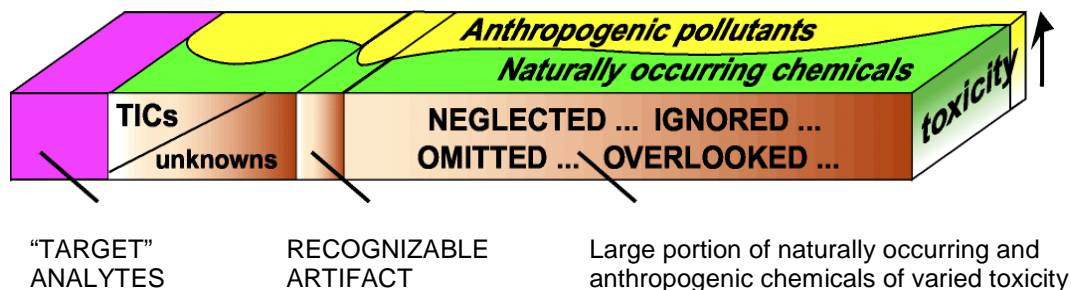 Anthropogenic pollutants
Naturally occurring chemicals
toxicity
TICs
unknowns
NEGLECTED ... IGNORED ...
OMITTED ... OVERLOOKED ...
“TARGET”
ANALYTES
RECOGNIZABLE
ARTIFACT
Large portion of naturally occurring and
anthropogenic chemicals of varied toxicity